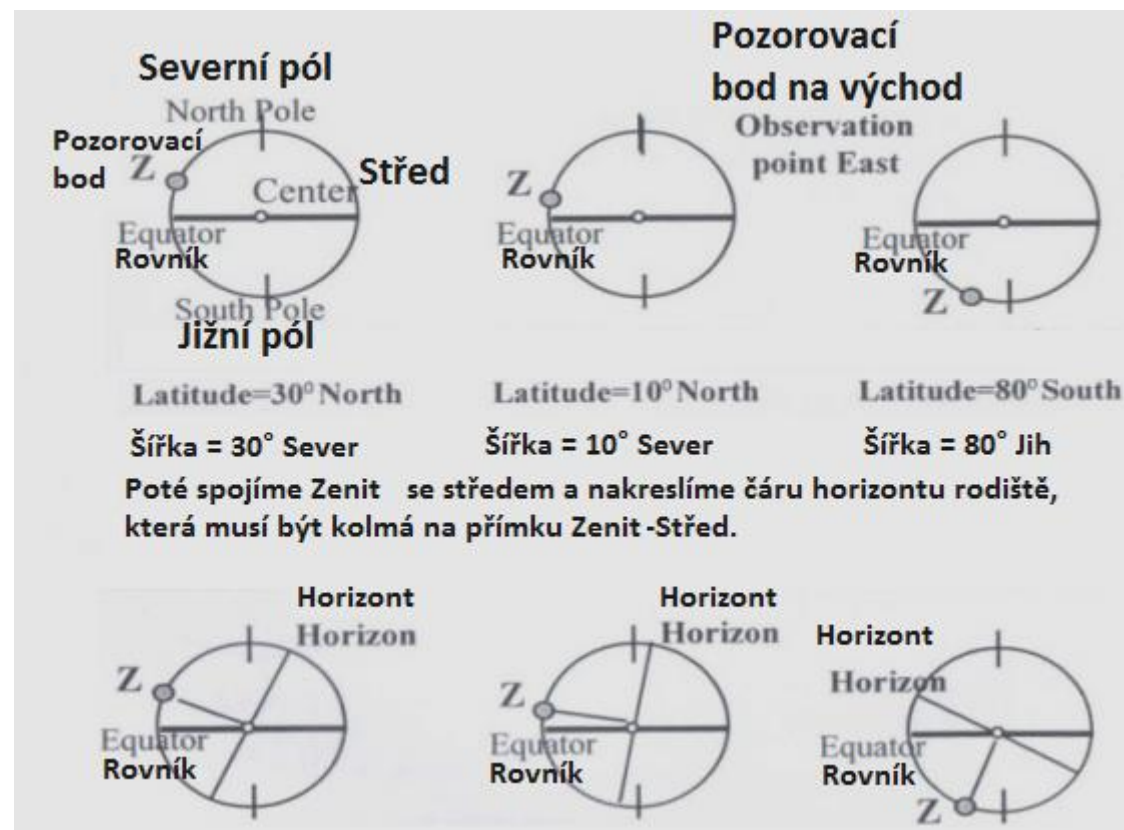 Severní pól
North Pole
Pozorovací
bod
Z
Center
Střed
Equator
Rovník
South Pole
Jižní pól
Z
Equator
Rovník
Pozorovací
bod na východ
Observation
point East
Equator
Rovník
Z
Latitude=30° North
Latitude=10° North
Latitude=80° South
Šířka = 30° Sever
Šířka = 10° Sever
Šířka = 80° Jih
Poté spojíme Zenit se středem a nakreslíme čáru horizontu rodiště,
která musí být kolmá na přímku Zenit-Střed.
Horizont
Horizon
Z
Equator
Rovník
Horizont
Horizon
Z
Equator
Rovník
Horizont
Horizon
Equator
Rovník
Z